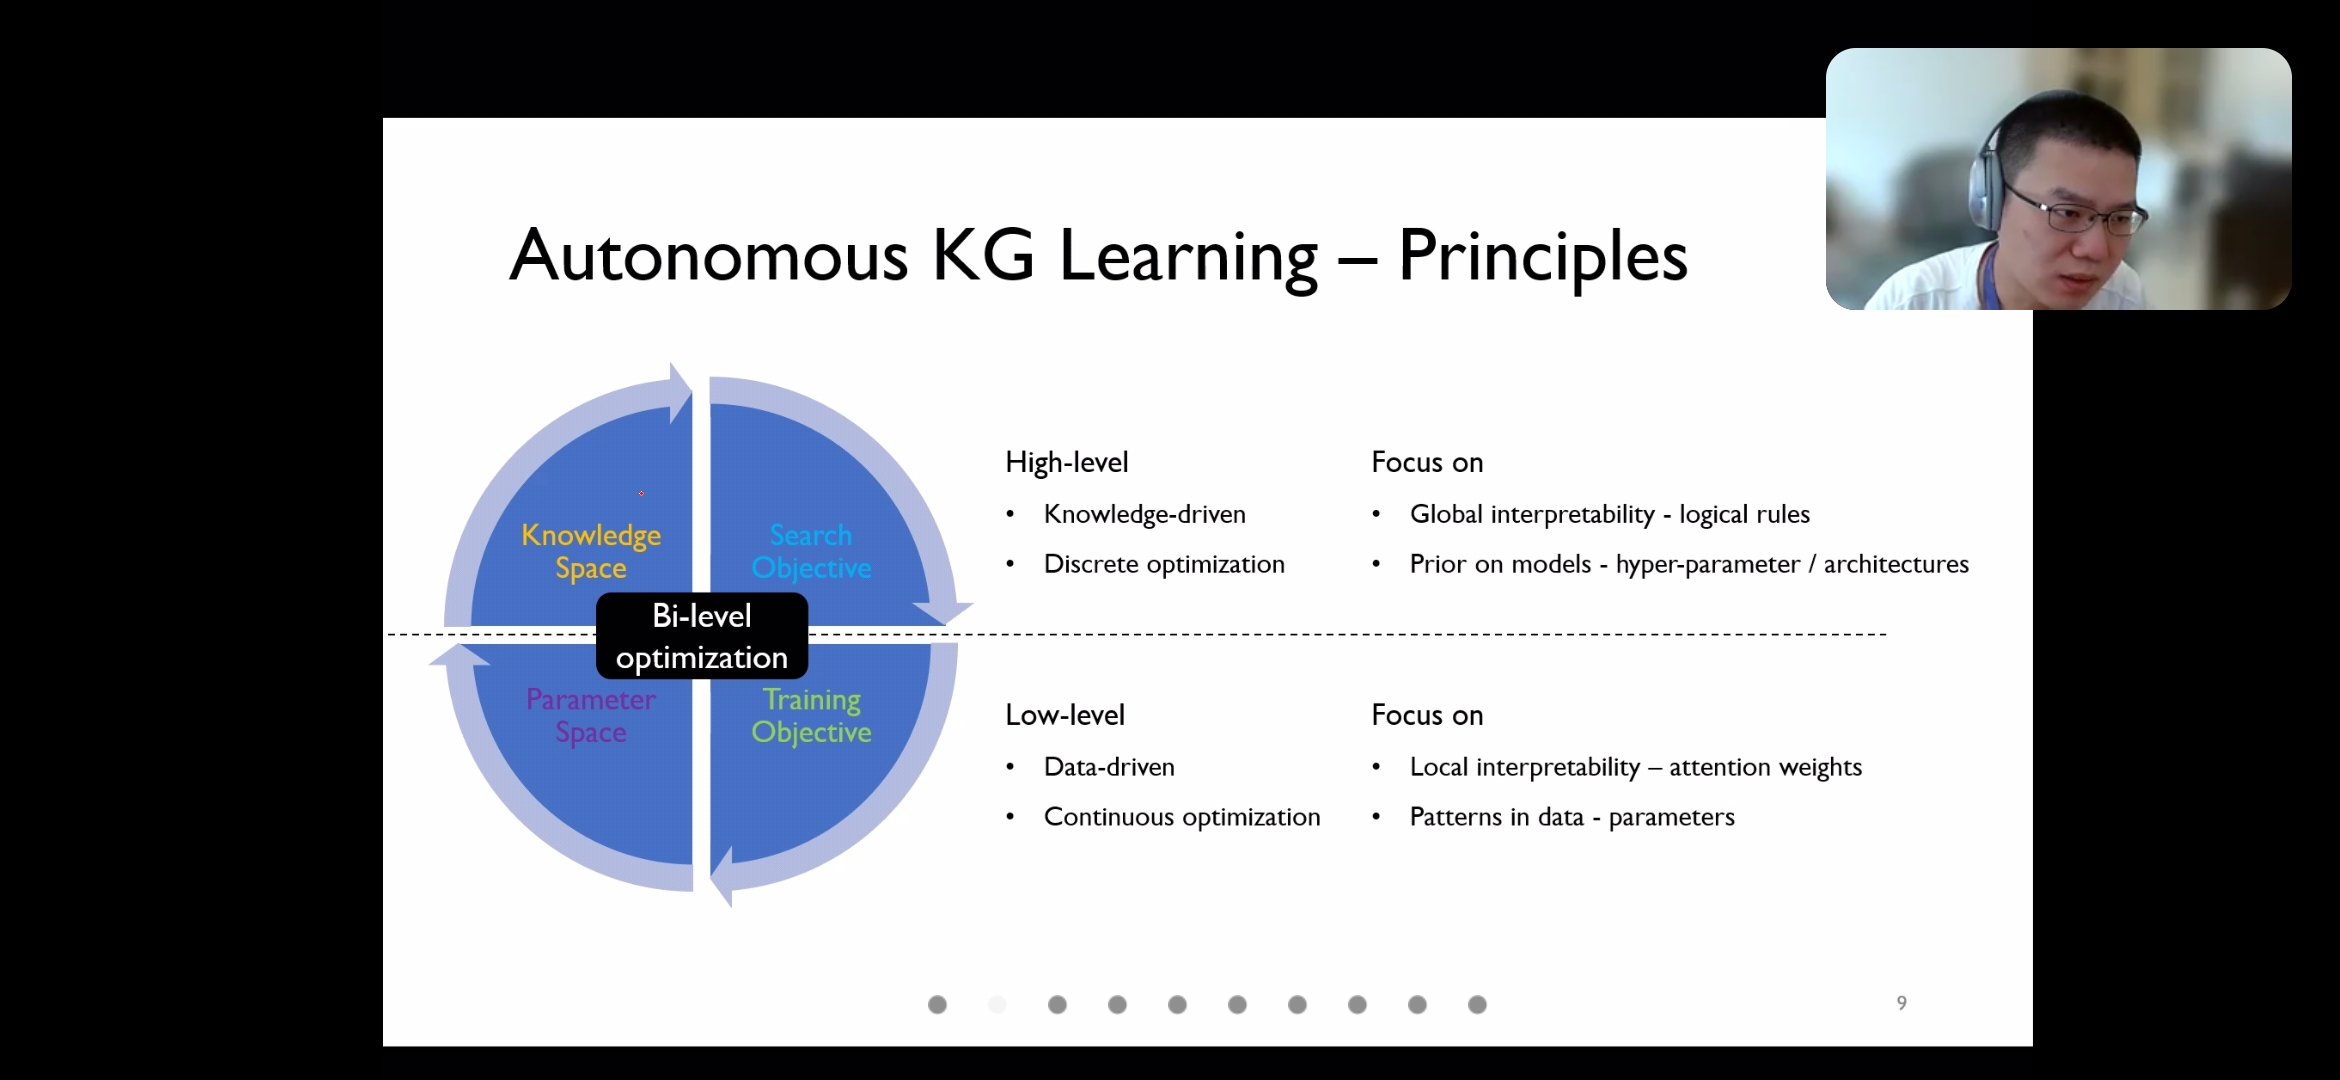 Autonomous KG Learning – Principles
Knowledge
Space
Search
Objective
Bi-level
optimization
Parameter
Space
Training
Objective
High-level
• Knowledge-driven
• Discrete optimization
Focus on
• Global interpretability - logical rules
• Prior on models - hyper-parameter / architectures
Low-level
• Data-driven
• Continuous optimization
Focus on
• Local interpretability – attention weights
• Patterns in data - parameters
9